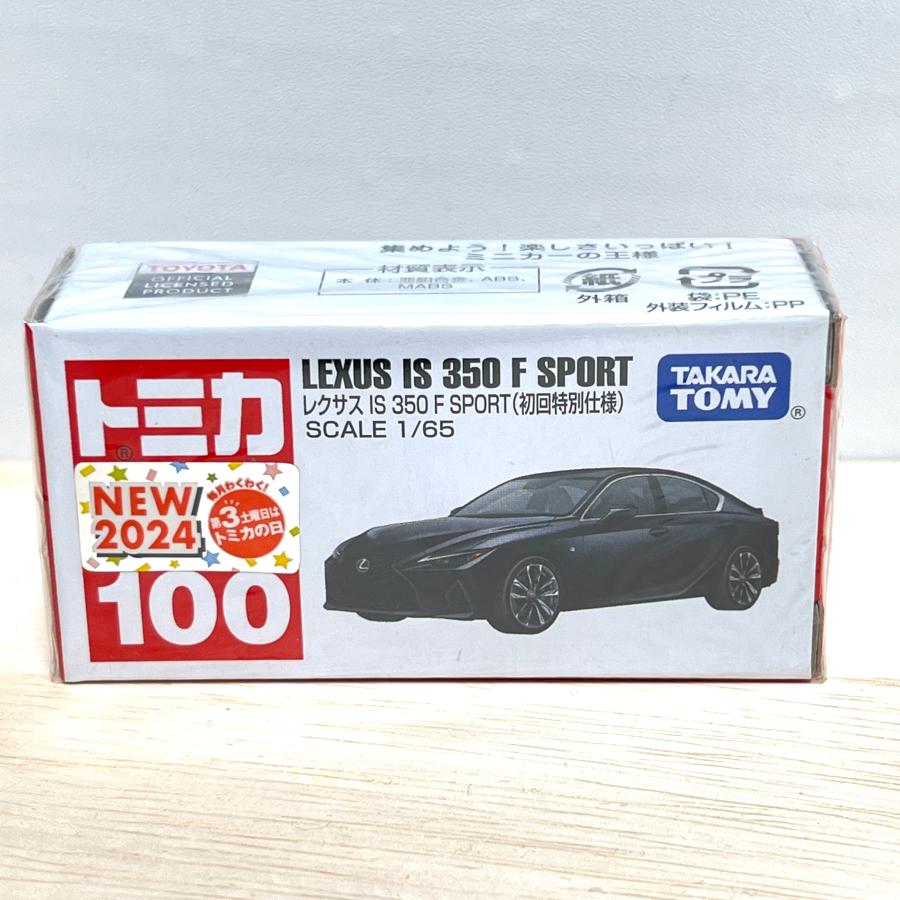 集めよう!楽しさいっぱい!
ミニカーの王様
TOYOTA
OFFICIAL
LICENSED
PRODUCT
材質表示
本 体:亜鉛合金、ABS、
MABS
紙
外箱
プラ
袋:PE
外装フィルム:PP
トミカ®
LEXUS IS 350 F SPORT
レクサス IS 350 F SPORT(初回特別仕様)
SCALE 1/65
TAKARA
TOMY®
NEW
2024
毎月わくわく!
第3土曜日は
トミカの日
100